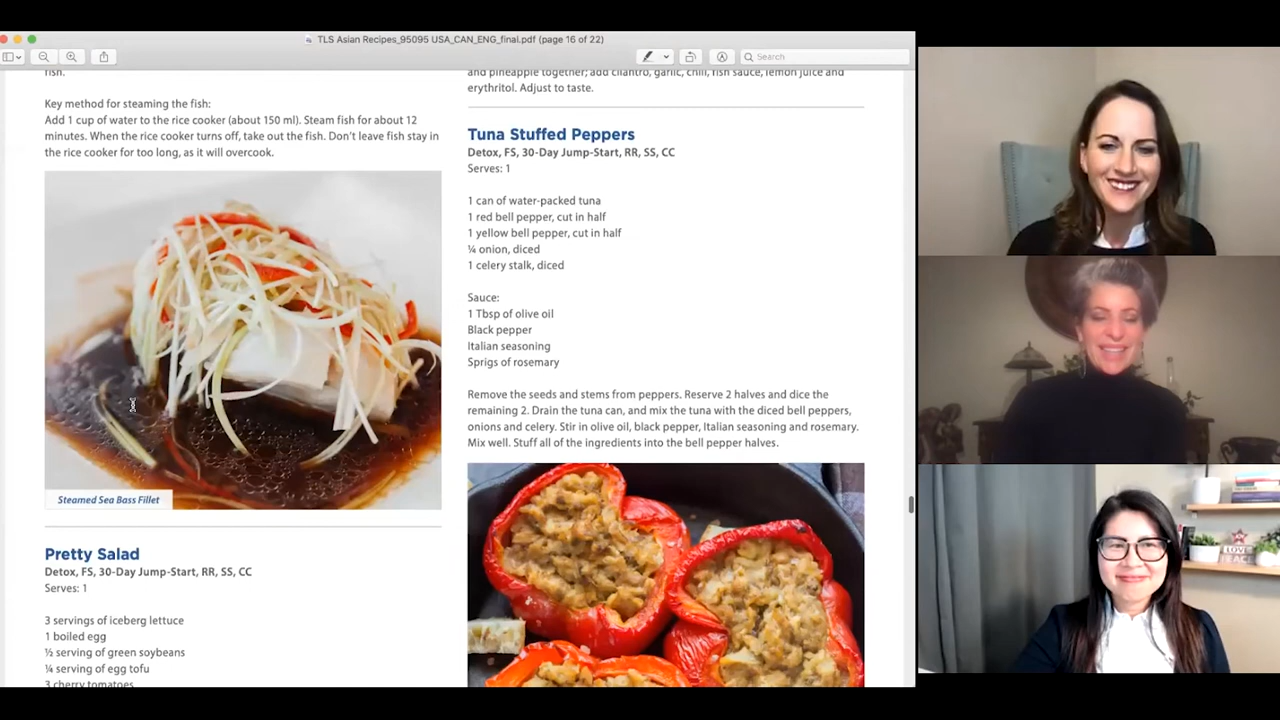 TLS Asian Recipes_95095 USA_CAN_ENG_final.pdf (page 16 of 22)
Search
fish.
Key method for steaming the fish:
Add 1 cup of water to the rice cooker (about 150 ml). Steam fish for about 12
minutes. When the rice cooker turns off, take out the fish. Don’t leave fish stay in
the rice cooker for too long, as it will overcook.
Steamed Sea Bass Fillet
Pretty Salad
Detox, FS, 30-Day Jump-Start, RR, SS, CC
Serves: 1
3 servings of iceberg lettuce
1 boiled egg
½ serving of green soybeans
¼ serving of egg tofu
3 cherry tomatoes
and pineapple together; add cilantro, garlic, chili, fish sauce, lemon juice and
erythritol. Adjust to taste.
Tuna Stuffed Peppers
Detox, FS, 30-Day Jump-Start, RR, SS, CC
Serves: 1
1 can of water-packed tuna
1 red bell pepper, cut in half
1 yellow bell pepper, cut in half
¼ onion, diced
1 celery stalk, diced
Sauce:
1 Tbsp of olive oil
Black pepper
Italian seasoning
Sprigs of rosemary
Remove the seeds and stems from peppers. Reserve 2 halves and dice the
remaining 2. Drain the tuna can, and mix the tuna with the diced bell peppers,
onions and celery. Stir in olive oil, black pepper, Italian seasoning and rosemary.
Mix well. Stuff all of the ingredients into the bell pepper halves.
LOVE
PEACE